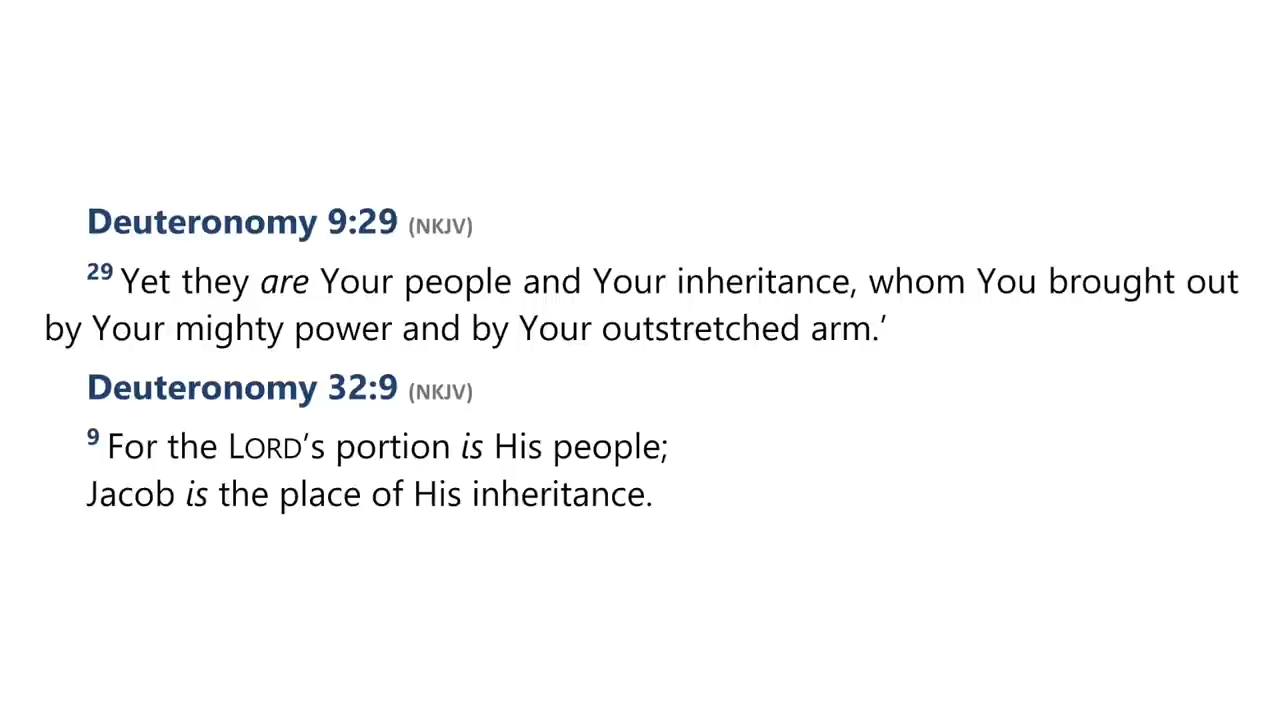 Deuteronomy 9:29 (NKJV)
29 Yet they are Your people and Your inheritance, whom You brought out
by Your mighty power and by Your outstretched arm.’
Deuteronomy 32:9 (NKJV)
9 For the LORD’s portion is His people;
Jacob is the place of His inheritance.